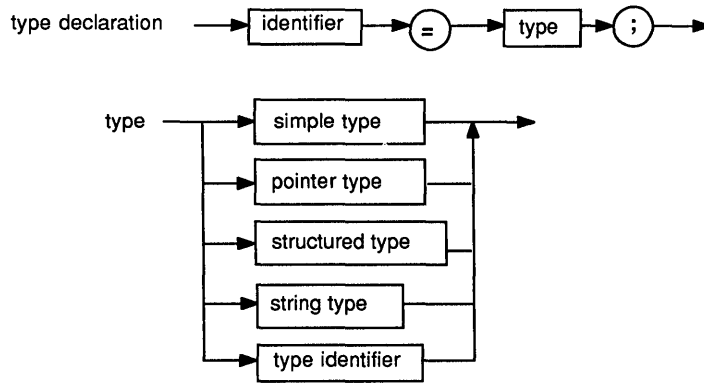 type declaration identifier = type ;
type simple type
pointer type
structured type
string type
type identifier